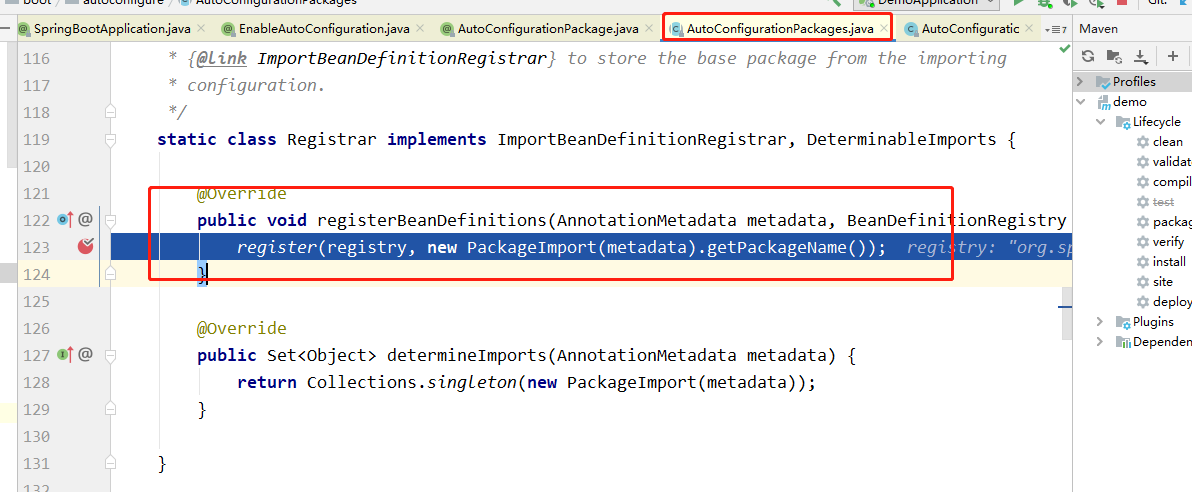 boot autoconfigure AutoConfigurationPackages DemoApplication Git:
SpringBootApplication.java EnableAutoConfiguration.java AutoConfigurationPackage.java AutoConfigurationPackages.java AutoConfiguratic 7 Maven
116 * {@link ImportBeanDefinitionRegistrar} to store the base package from the importing
117 * configuration.
118 */
119 static class Registrar implements ImportBeanDefinitionRegistrar, DeterminableImports {
120
121 @Override
122 @ public void registerBeanDefinitions(AnnotationMetadata metadata, BeanDefinitionRegistry
123 register(registry, new PackageImport(metadata).getPackageName()); registry: "org.sp
124 }
125
126 @Override
127 @ public Set<Object> determineImports(AnnotationMetadata metadata) {
128 return Collections.singleton(new PackageImport(metadata));
129 }
130
131 }
132
Profiles
demo
Lifecycle
clean
validat
compil
test
packag
verify
install
site
deploy
Plugins
Depender